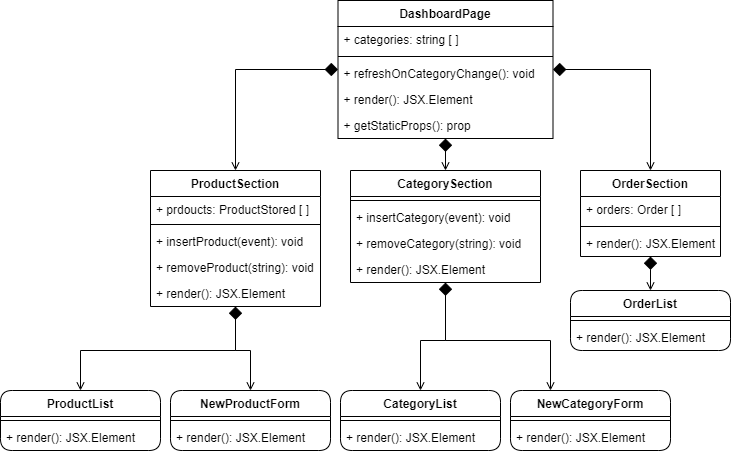 DashboardPage
+ categories: string [ ]
+ refreshOnCategoryChange(): void
+ render(): JSX.Element
+ getStaticProps(): prop
ProductSection
+ prdoucts: ProductStored [ ]
+ insertProduct(event): void
+ removeProduct(string): void
+ render(): JSX.Element
CategorySection
+ insertCategory(event): void
+ removeCategory(string): void
+ render(): JSX.Element
OrderSection
+ orders: Order [ ]
+ render(): JSX.Element
OrderList
+ render(): JSX.Element
ProductList
+ render(): JSX.Element
NewProductForm
+ render(): JSX.Element
CategoryList
+ render(): JSX.Element
NewCategoryForm
+ render(): JSX.Element